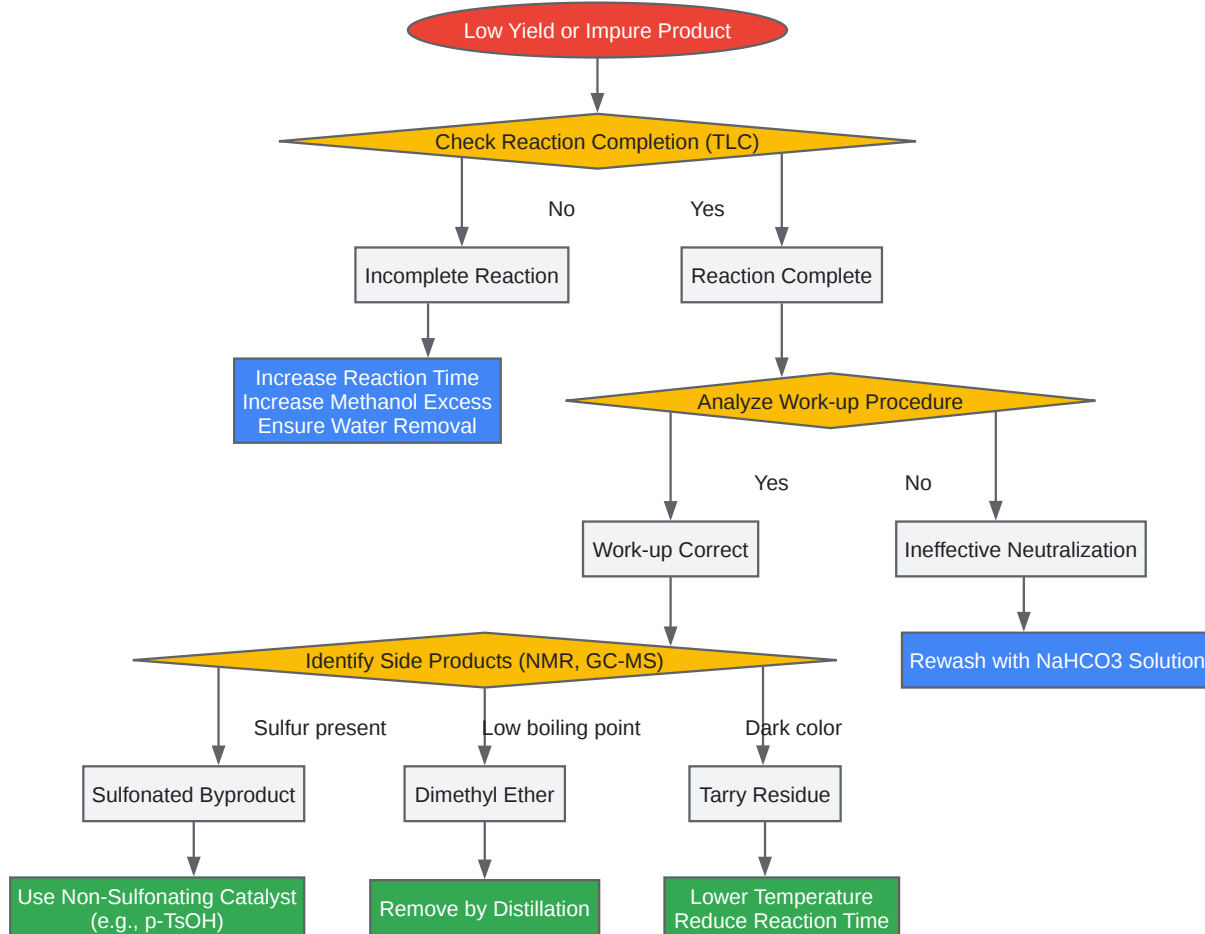 Low Yield or Impure Product
Check Reaction Completion (TLC)
No
Yes
Incomplete Reaction
Reaction Complete
Increase Reaction Time
Increase Methanol Excess
Ensure Water Removal
Analyze Work-up Procedure
Yes
No
Work-up Correct
Ineffective Neutralization
Identify Side Products (NMR, GC-MS)
Rewash with NaHCO3 Solution
Sulfur present
Low boiling point
Dark color
Sulfonated Byproduct
Dimethyl Ether
Tarry Residue
Use Non-Sulfonating Catalyst
(e.g., p-TsOH)
Remove by Distillation
Lower Temperature
Reduce Reaction Time